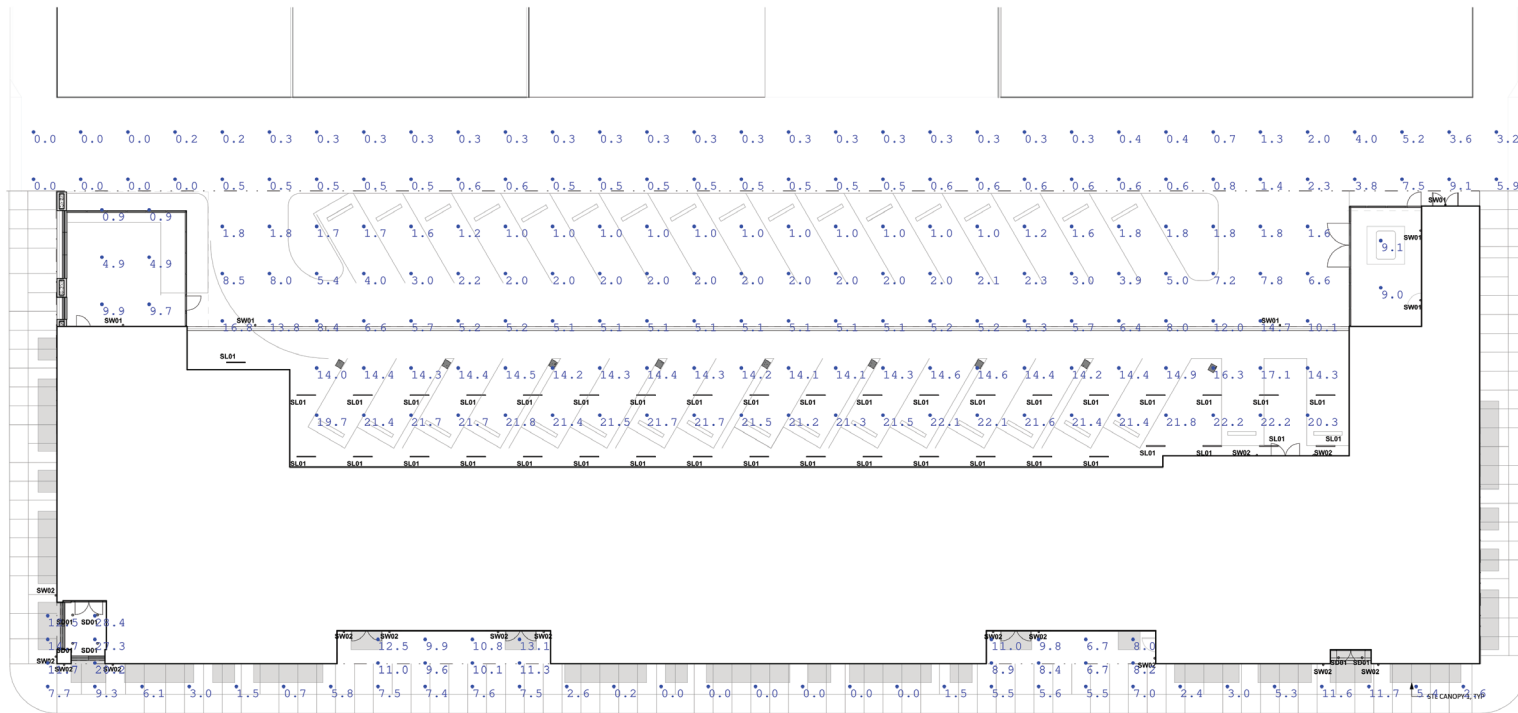 0.0 0.0 0.0 0.2 0.2 0.3 0.3 0.3 0.3 0.3 0.3 0.3 0.3 0.3 0.3 0.3 0.3 0.3 0.3 0.3 0.3 0.3 0.3 0.4 0.4 0.7 1.3 2.0 4.0 5.2 3.6 3.2
0.0 0.0 0.0 0.0 0.5 0.5 0.5 0.5 0.5 0.6 0.6 0.5 0.5 0.5 0.5 0.5 0.5 0.5 0.5 0.6 0.6 0.6 0.6 0.6 0.6 0.8 1.4 2.3 3.8 7.5 9.1 5.9
SW01
0.9 0.9 1.8 1.8 1.7 1.7 1.6 1.2 1.0 1.0 1.0 1.0 1.0 1.0 1.0 1.0 1.0 1.0 1.0 1.2 1.6 1.8 1.8 1.8 1.8 1.6
SW01
9.1
4.9 4.9 8.5 8.0 5.4 4.0 3.0 2.2 2.0 2.0 2.0 2.0 2.0 2.0 2.0 2.0 2.0 2.0 2.1 2.3 3.0 3.9 5.0 7.2 7.8 6.6
9.0
SW01
9.9 9.7
SW01 SW01 SW01
16.8 13.8 8.4 6.6 5.7 5.2 5.2 5.1 5.1 5.1 5.1 5.1 5.1 5.1 5.1 5.2 5.2 5.3 5.7 6.4 8.0 12.0 14.7 10.1
SL01
14.0 14.4 14.3 14.4 14.5 14.2 14.3 14.4 14.3 14.2 14.1 14.1 14.3 14.6 14.6 14.4 14.2 14.4 14.9 16.3 17.1 14.3
SL01 SL01 SL01 SL01 SL01 SL01 SL01 SL01 SL01 SL01 SL01 SL01 SL01 SL01 SL01 SL01 SL01 SL01 SL01
19.7 21.4 21.7 21.7 21.8 21.4 21.5 21.7 21.7 21.5 21.2 21.3 21.5 22.1 22.1 21.6 21.4 21.4 21.8 22.2 22.2 20.3
SL01 SL01
SL01 SL01 SW02 SW02
SL01 SL01 SL01 SL01 SL01 SL01 SL01 SL01 SL01 SL01 SL01 SL01 SL01 SL01 SL01
SW02
SD01 SD01 28.4
SW02 SW02 SW02 SW02 SW02 SW02
27.3 12.5 9.9 10.8 13.1 11.0 9.8 6.7 8.0
SD01 SD01
SW02 SW02 SD01 SD01
11.0 9.6 10.1 11.3 8.9 8.4 6.7 8.2
SW02 SW02 SW02 SW02
7.7 9.3 6.1 3.0 1.5 0.7 5.8 7.5 7.4 7.6 7.5 2.6 0.2 0.0 0.0 0.0 0.0 0.0 0.0 1.5 5.5 5.6 5.5 7.0 2.4 3.0 5.3 11.6 11.7 5.4 2.6
STE CANOPY-1, TYP